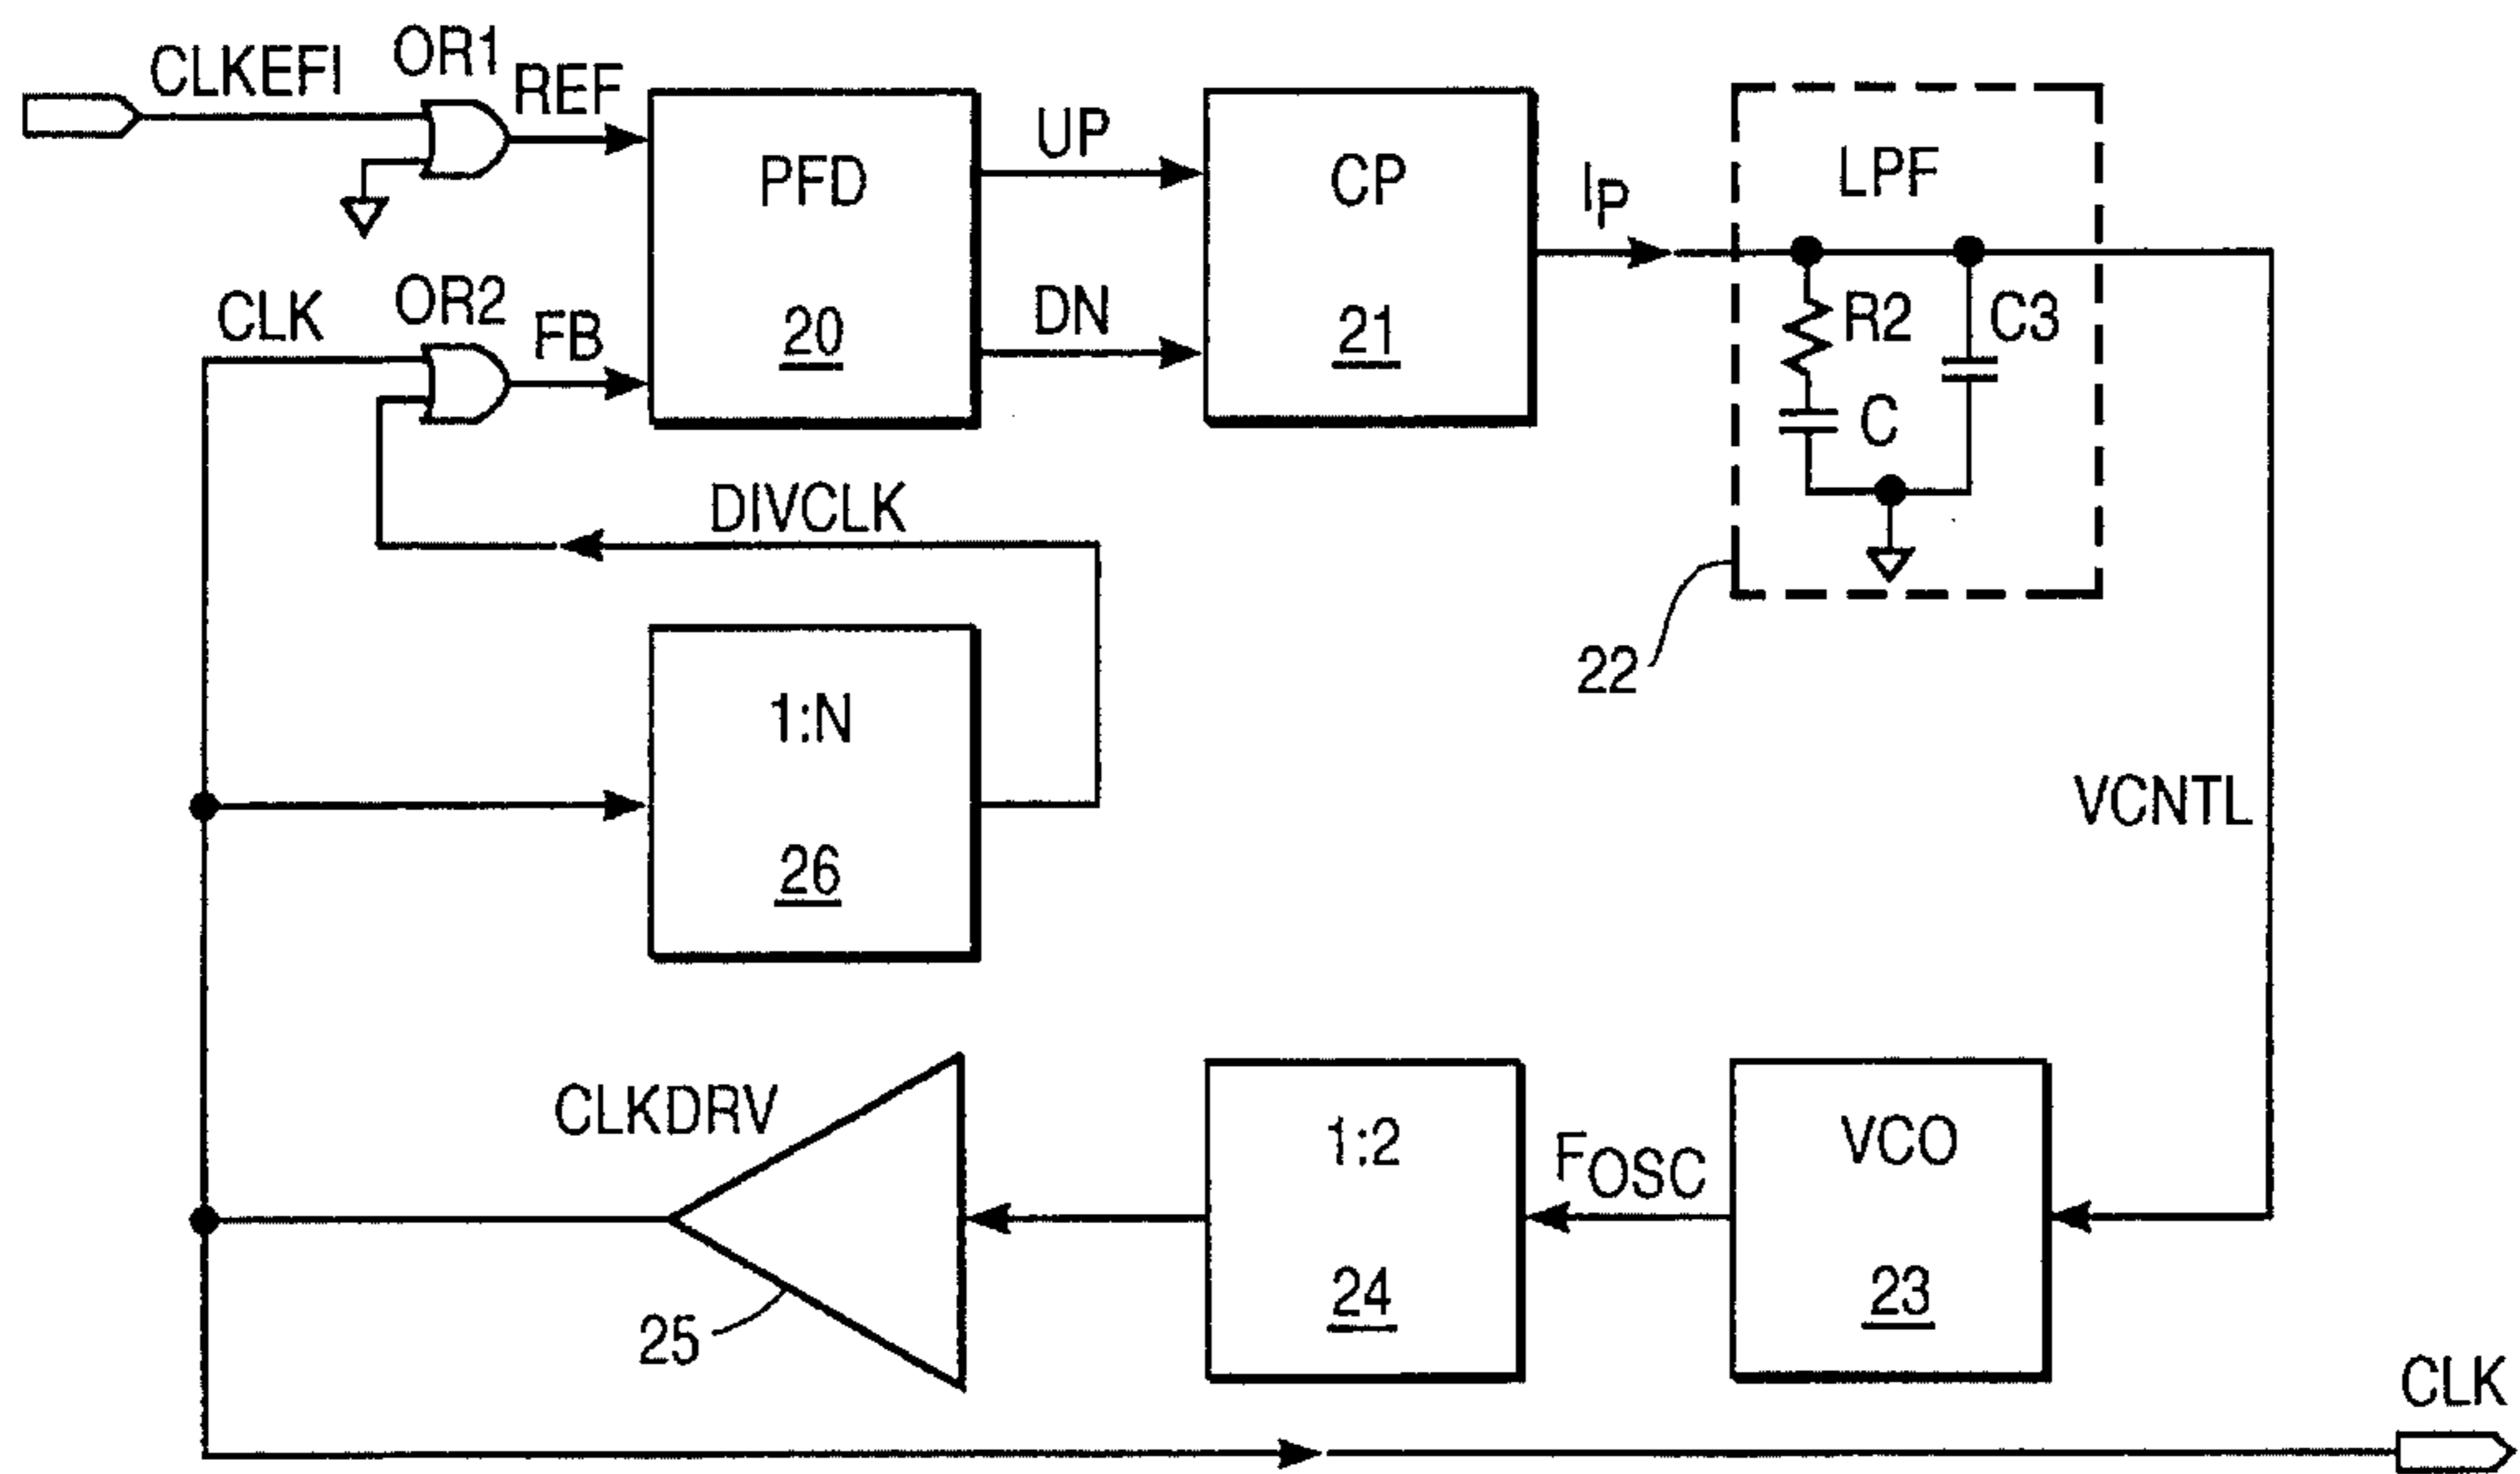 CLKEFI
OR1
REF
PFD
20
UP
DN
CP
21
IP
LPF
R2
C3
C
22
CLK
OR2
FB
DIVCLK
1:N
26
VCNTL
CLKDRV
25
1:2
24
FOSC
VCO
23
CLK